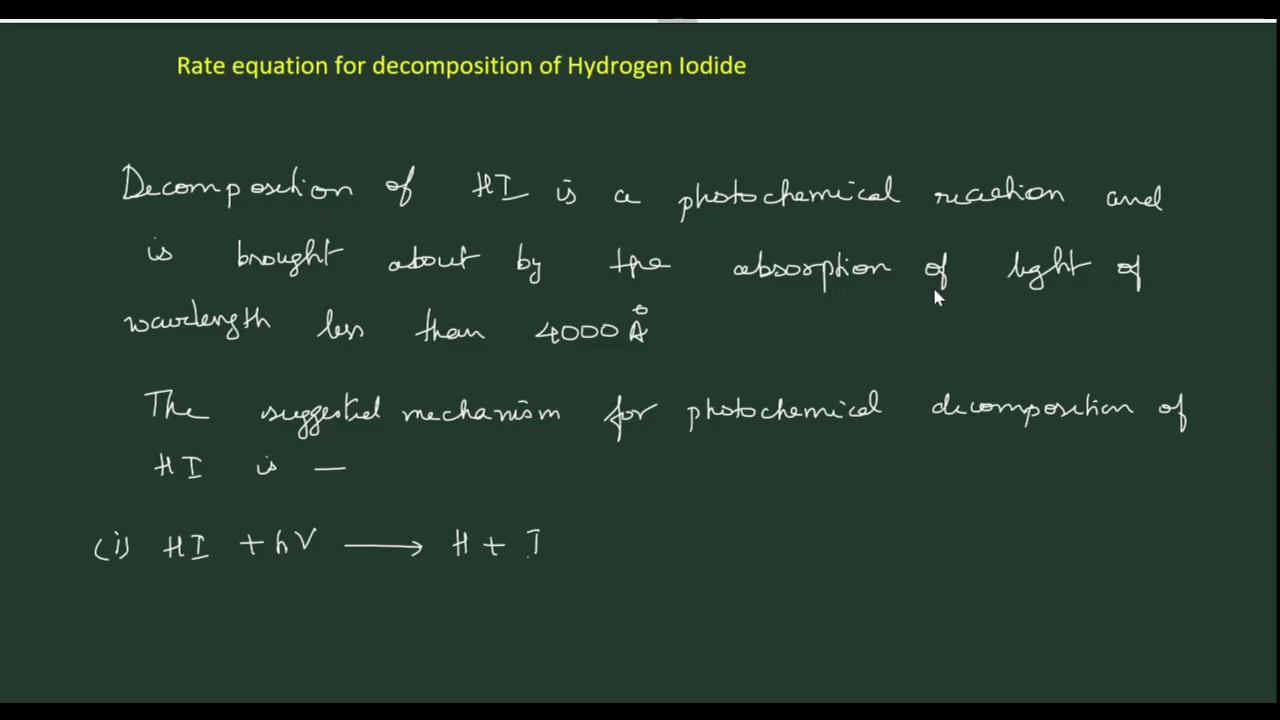 Rate equation for decomposition of Hydrogen Iodide
Decomposition of HI is a photochemical reaction and
is brought about by the absorption of light of
wavelength less than 4000 Å
The suggested mechanism for photochemical decomposition of
HI is —
(i) HI + hν ⟶ H + I